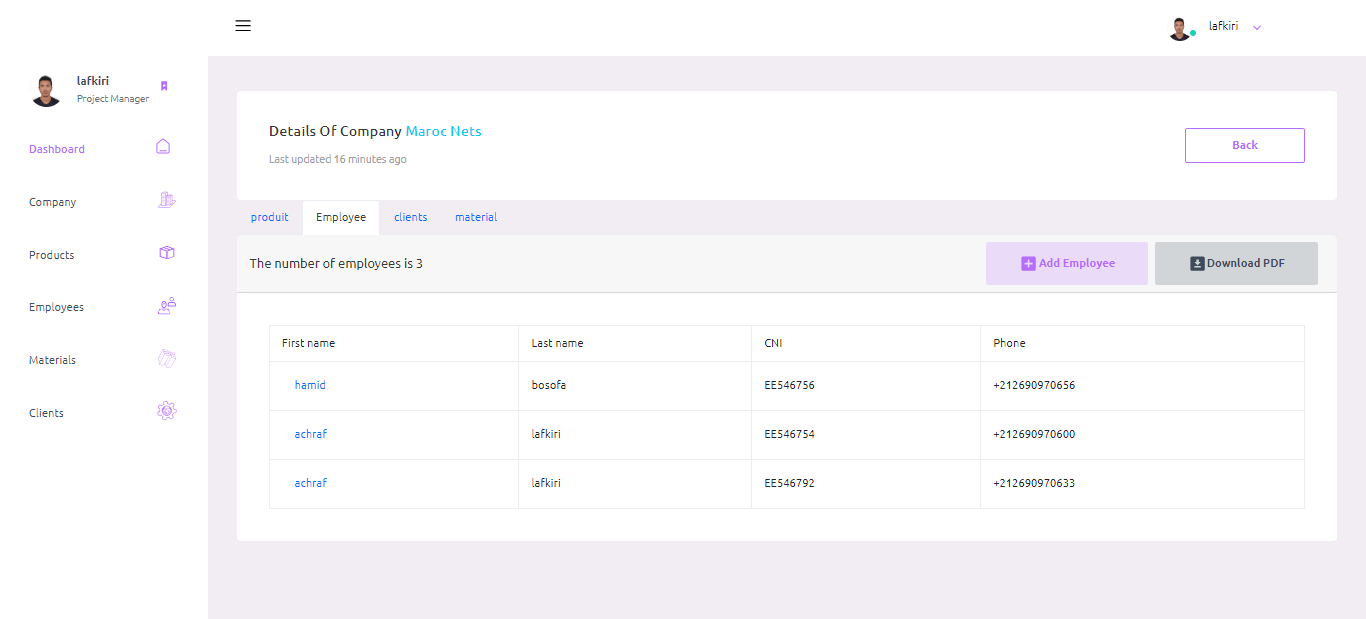 lafkiri
lafkiri
Project Manager
Dashboard
Company
Products
Employees
Materials
Clients
Details Of Company Maroc Nets
Last updated 16 minutes ago
Back
produit Employee clients material
The number of employees is 3
Add Employee
Download PDF
First name Last name CNI Phone
hamid bosofa EE546756 +212690970656
achraf lafkiri EE546754 +212690970600
achraf lafkiri EE546792 +212690970633